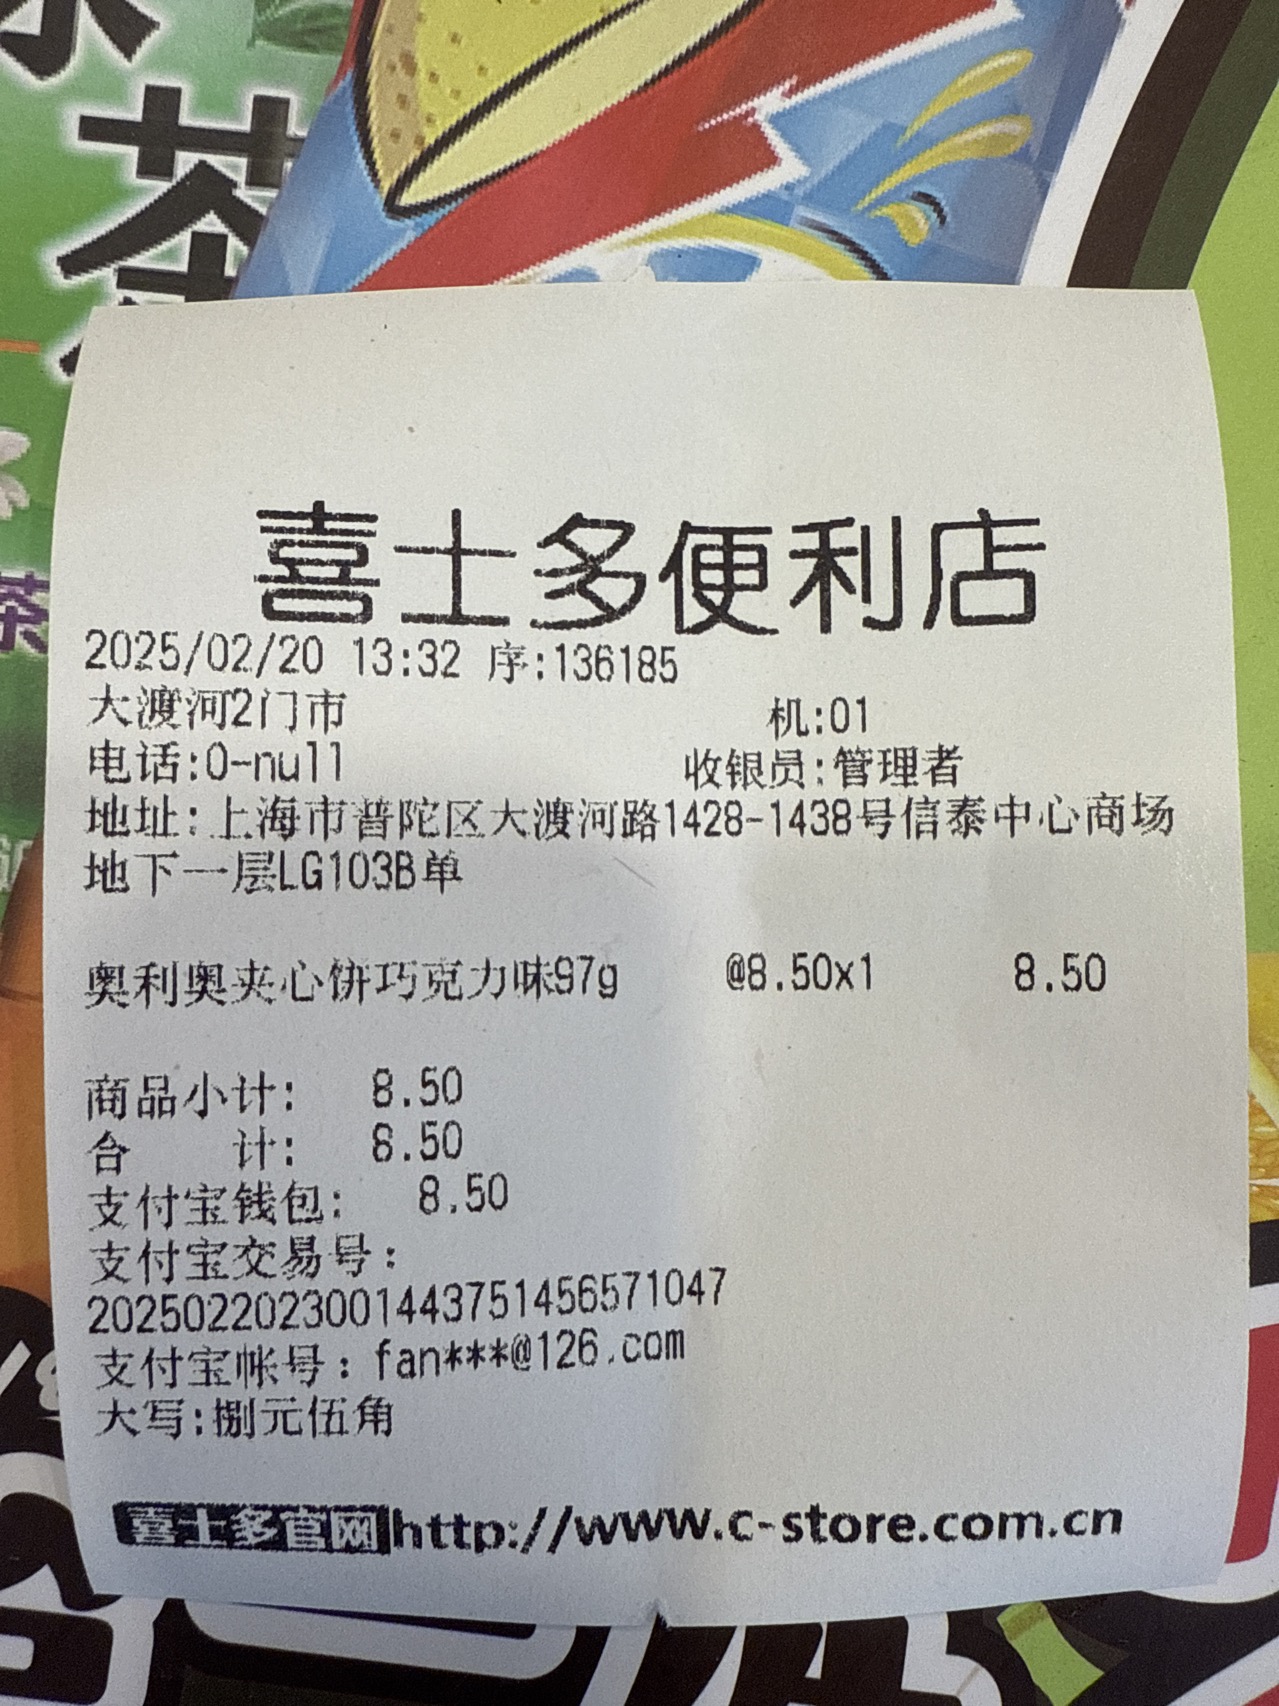 茶
茶
喜士多便利店
2025/02/20 13:32 序:136185
大渡河2门市 机:01
电话:0-null 收银员:管理者
地址:上海市普陀区大渡河路1428-1438号信泰中心商场
地下一层LG103B单
奥利奥夹心饼巧克力味97g @8.50x1 8.50
商品小计: 8.50
合 计: 8.50
支付宝钱包: 8.50
支付宝交易号:
2025022023001443751456571047
支付宝帐号:fan***@126.com
大写:捌元伍角
喜士多官网http://www.c-store.com.cn